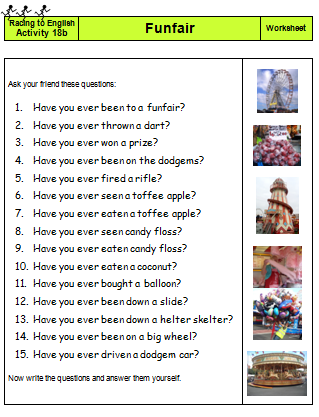 Racing to English
Activity 18b
Funfair
Worksheet
Ask your friend these questions:
1. Have you ever been to a funfair?
2. Have you ever thrown a dart?
3. Have you ever won a prize?
4. Have you ever been on the dodgems?
5. Have you ever fired a rifle?
6. Have you ever seen a toffee apple?
7. Have you ever eaten a toffee apple?
8. Have you ever seen candy floss?
9. Have you ever eaten candy floss?
10. Have you ever eaten a coconut?
11. Have you ever bought a balloon?
12. Have you ever been down a slide?
13. Have you ever been down a helter skelter?
14. Have you ever been on a big wheel?
15. Have you ever driven a dodgem car?
Now write the questions and answer them yourself.